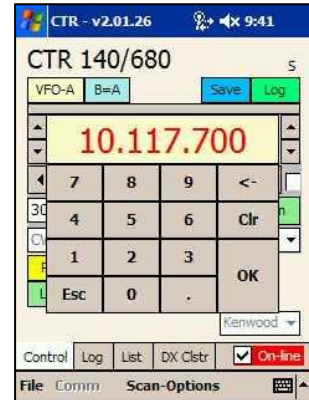 CTR - v2.01.26 9:41
CTR 140/680 S
VFO-A B=A Save Log
10.117.700
7 8 9 <-
4 5 6 Clr
1 2 3
OK
Esc 0 .
Kenwood
Control Log List DX Clstr On-line
File Comm Scan-Options